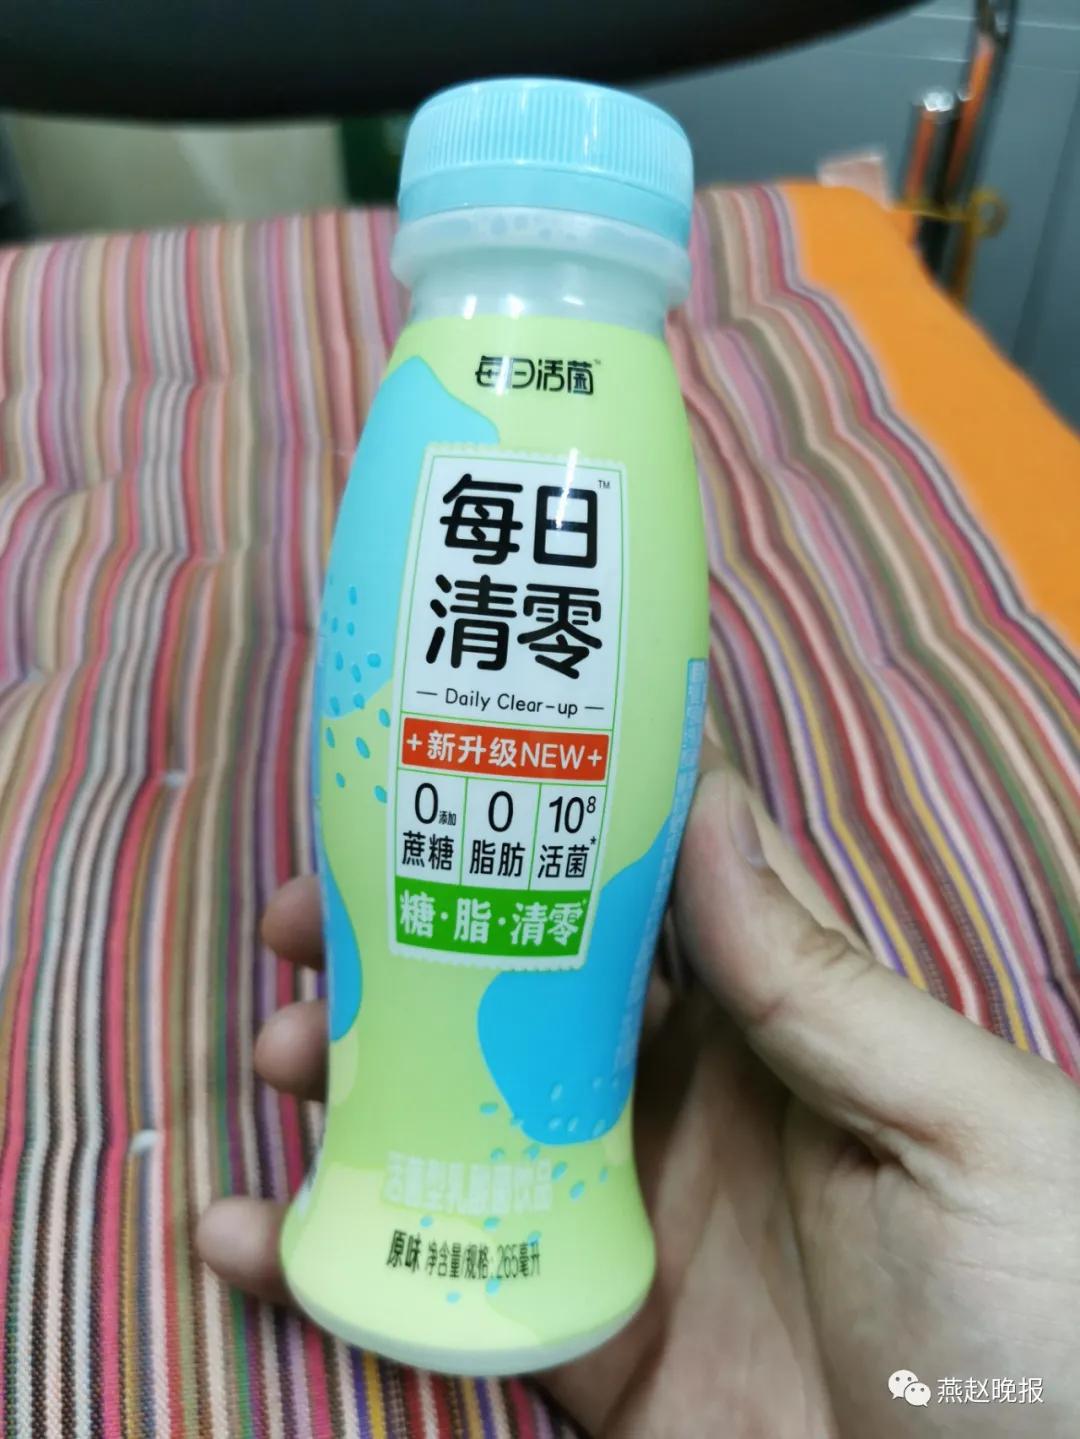 每日活菌™
每日™
清零
— Daily Clear-up —
+新升级NEW+
0添加 0 10⁸
蔗糖 脂肪 活菌*
糖·脂·清零*
活菌型乳酸菌饮品
原味 净含量/规格:265毫升
燕赵晚报